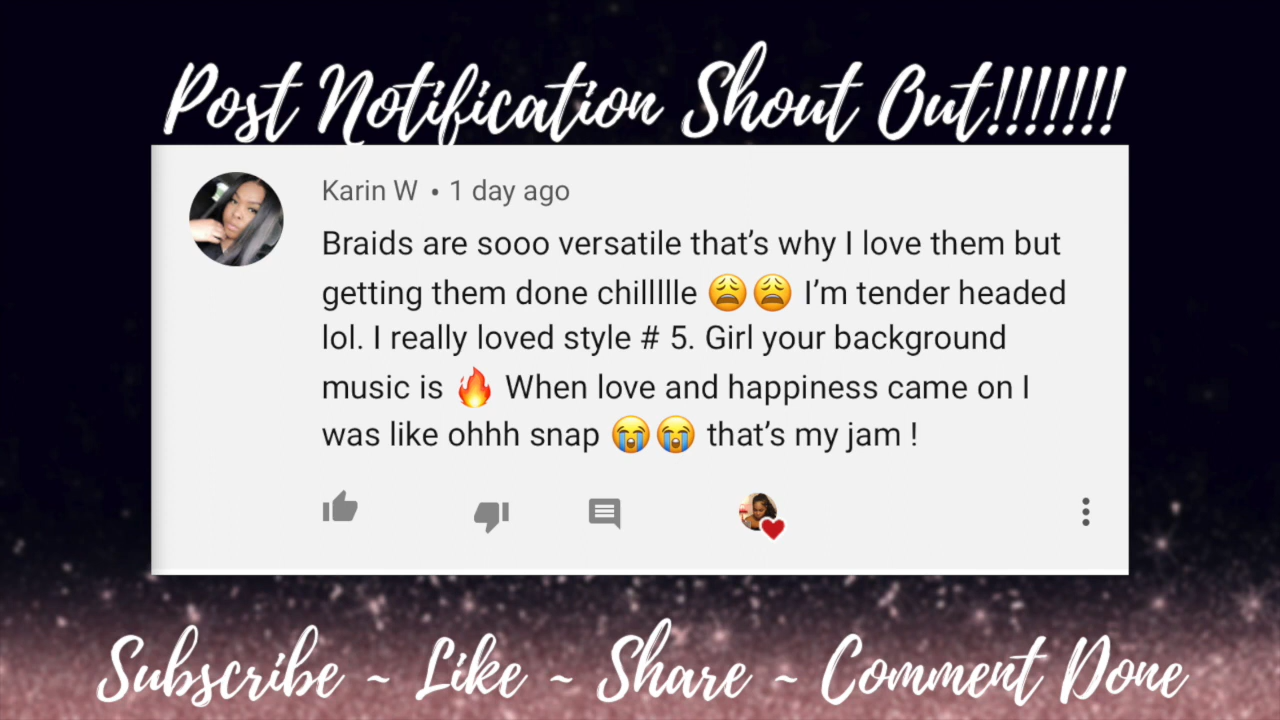 Post Notification Shout Out!!!!!!!
Karin W • 1 day ago
Braids are sooo versatile that's why I love them but
getting them done chillllle 😩😩 I'm tender headed
lol. I really loved style # 5. Girl your background
music is 🔥 When love and happiness came on I
was like ohhh snap 😭😭 that's my jam !
Subscribe ~ Like ~ Share ~ Comment Done